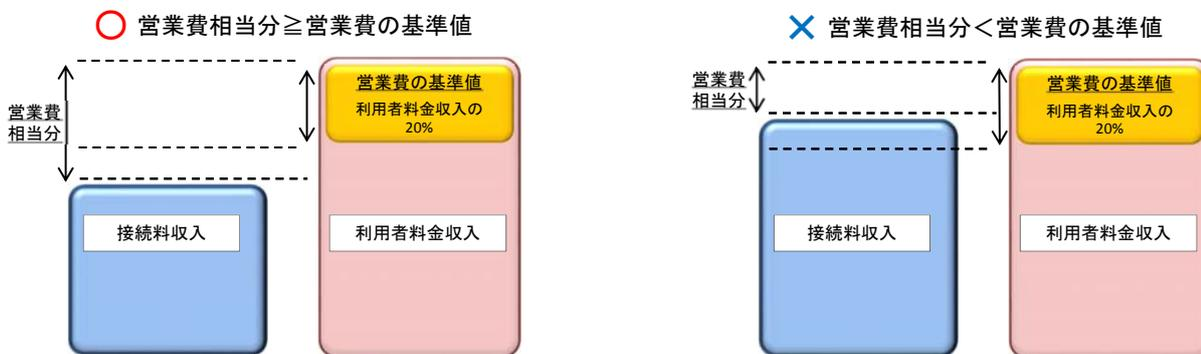 ○ 営業費相当分≧営業費の基準値
営業費
相当分
営業費の基準値
利用者料金収入の
20%
接続料収入
利用者料金収入
× 営業費相当分＜営業費の基準値
営業費
相当分
営業費の基準値
利用者料金収入の
20%
接続料収入
利用者料金収入